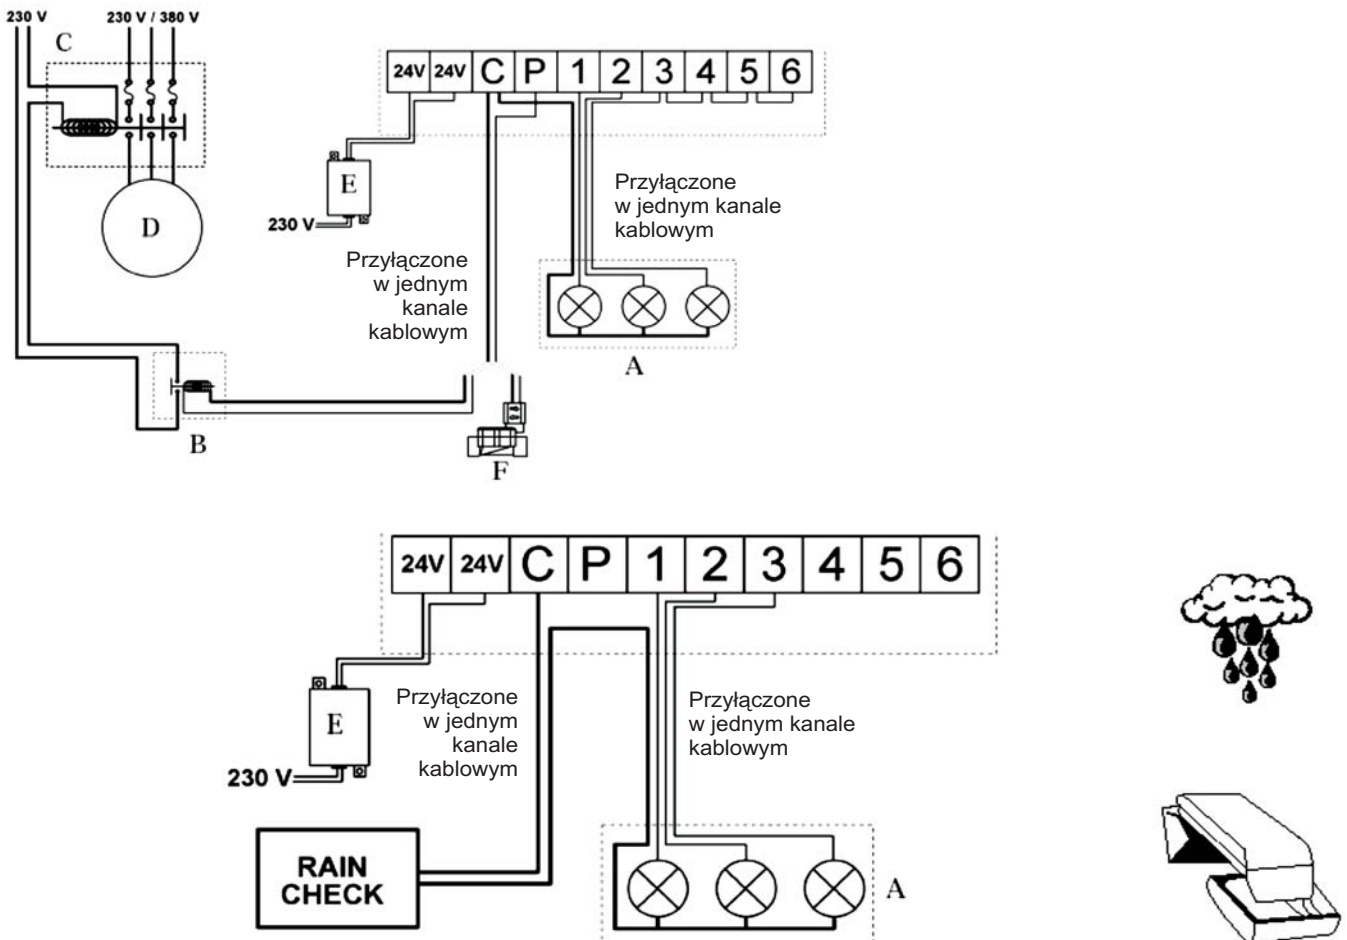 230 V
230 V / 380 V
C
24V 24V C P 1 2 3 4 5 6
E
230 V
D
Przyłączone
w jednym kanale
kablowym
Przyłączone
w jednym
kanale
kablowym
A
B
F
24V 24V C P 1 2 3 4 5 6
E
230 V
Przyłączone
w jednym
kanale
kablowym
Przyłączone
w jednym kanale
kablowym
RAIN
CHECK
A